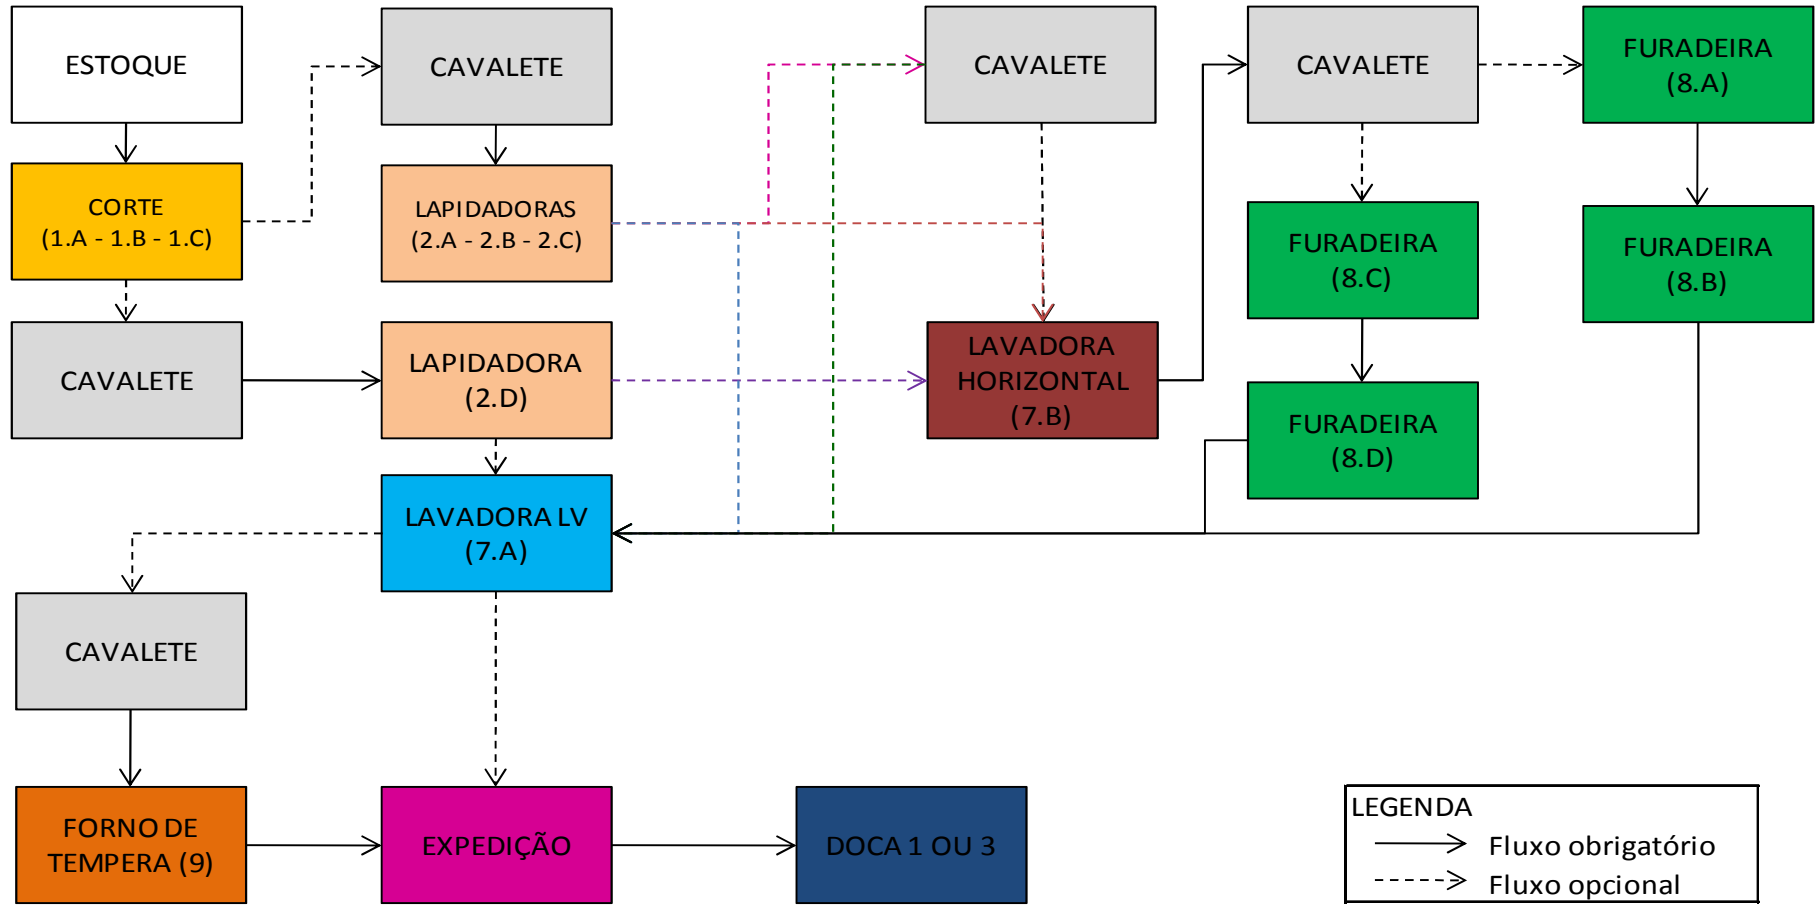 ESTOQUE
CAVALETE
CAVALETE
CAVALETE
FURADEIRA
(8.A)
CORTE
(1.A - 1.B - 1.C)
LAPIDADORAS
(2.A - 2.B - 2.C)
FURADEIRA
(8.C)
FURADEIRA
(8.B)
CAVALETE
LAPIDADORA
(2.D)
LAVADORA
HORIZONTAL
(7.B)
FURADEIRA
(8.D)
LAVADORA LV
(7.A)
CAVALETE
FORNO DE
TEMPERA (9)
EXPEDIÇÃO
DOCA 1 OU 3
LEGENDA
Fluxo obrigatório
Fluxo opcional